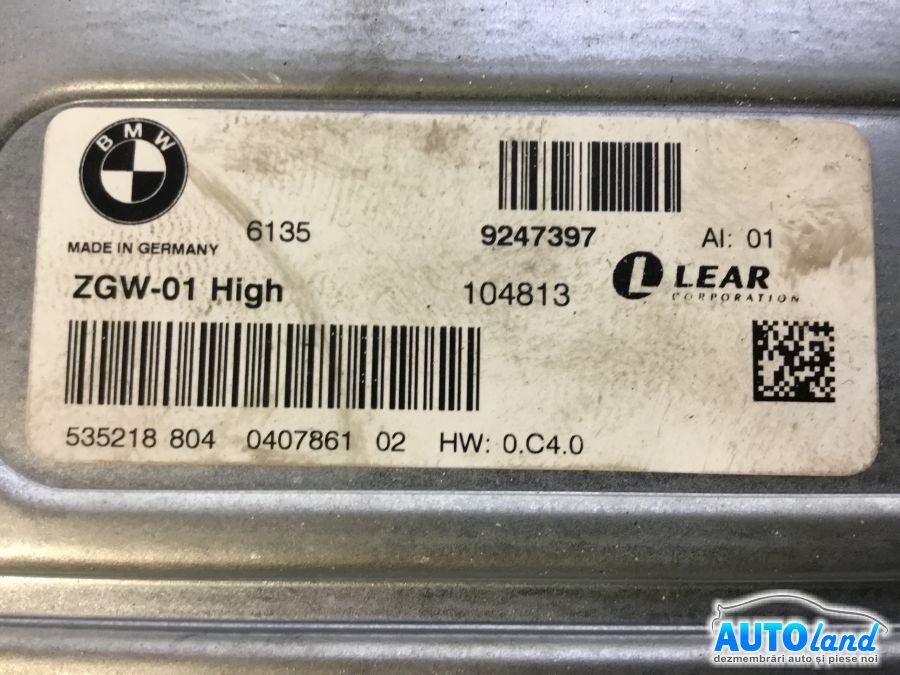 BMW
MADE IN GERMANY
6135
9247397
AI: 01
ZGW-01 High
104813
LEAR
CORPORATION
535218 804 0407861 02 HW: 0.C4.0
AUTOland
dezmembrări auto și piese noi